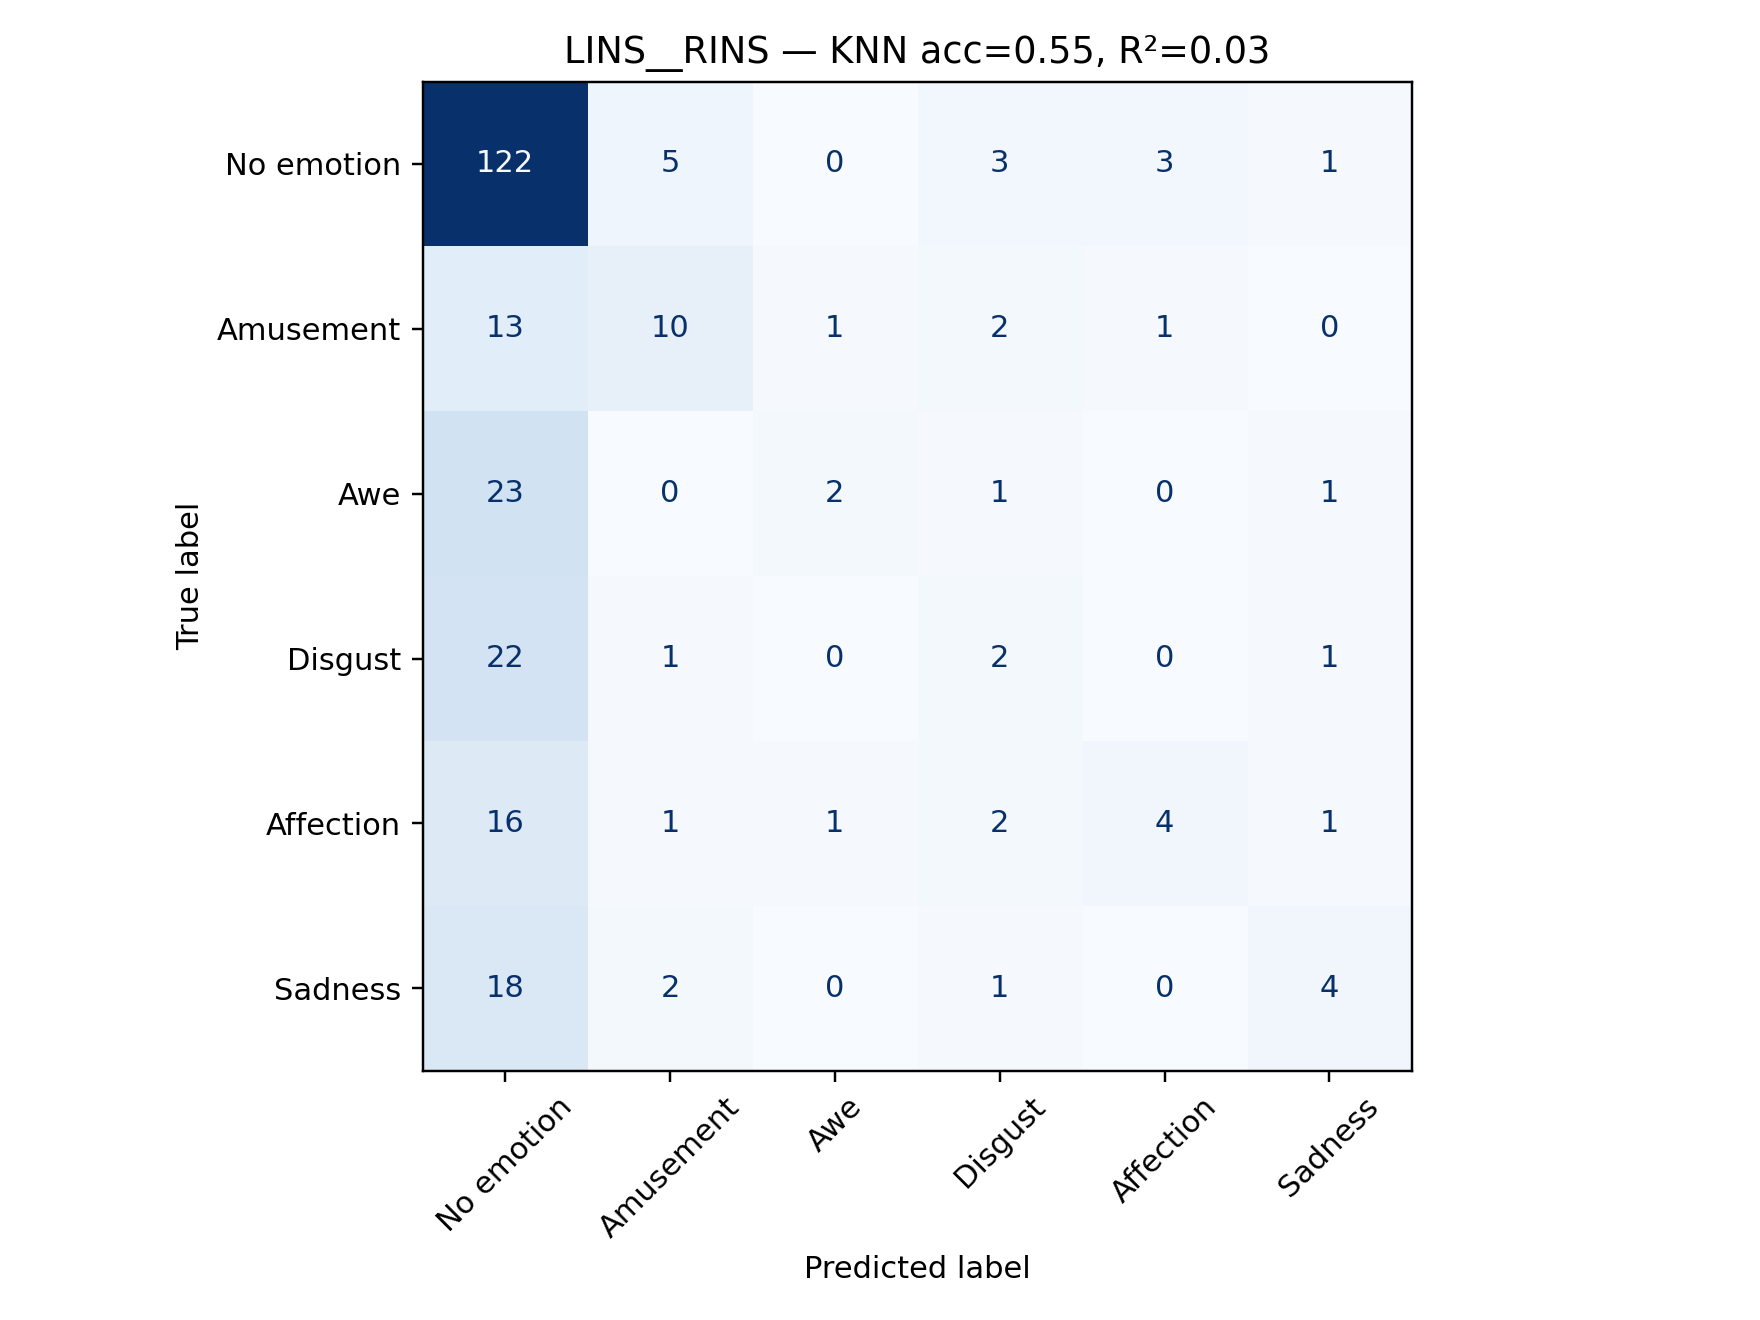 LINS__RINS — KNN acc=0.55, R²=0.03
No emotion 122 5 0 3 3 1
Amusement 13 10 1 2 1 0
Awe 23 0 2 1 0 1
Disgust 22 1 0 2 0 1
Affection 16 1 1 2 4 1
Sadness 18 2 0 1 0 4
True label
No emotion Amusement Awe Disgust Affection Sadness
Predicted label